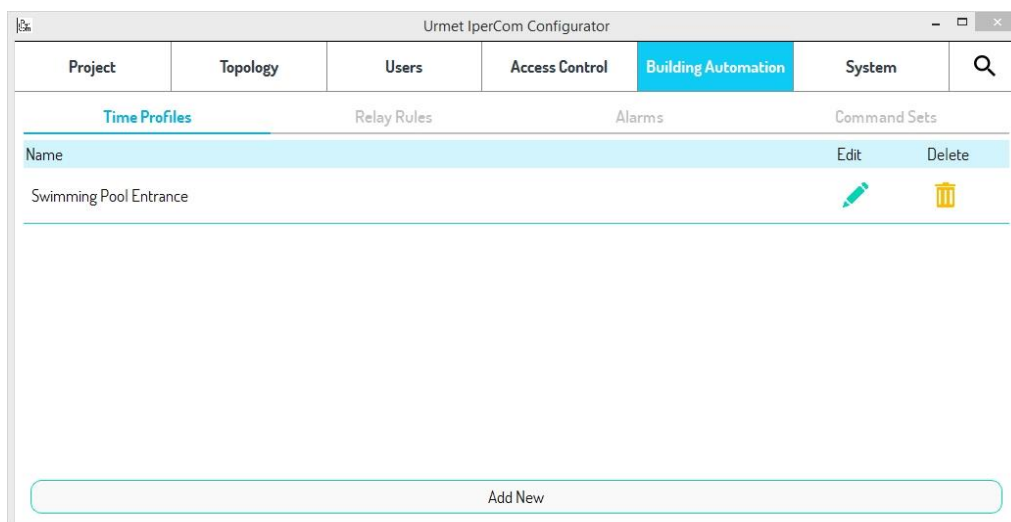 Urmet IperCom Configurator
Project Topology Users Access Control Building Automation System
Time Profiles Relay Rules Alarms Command Sets
Name Edit Delete
Swimming Pool Entrance
Add New